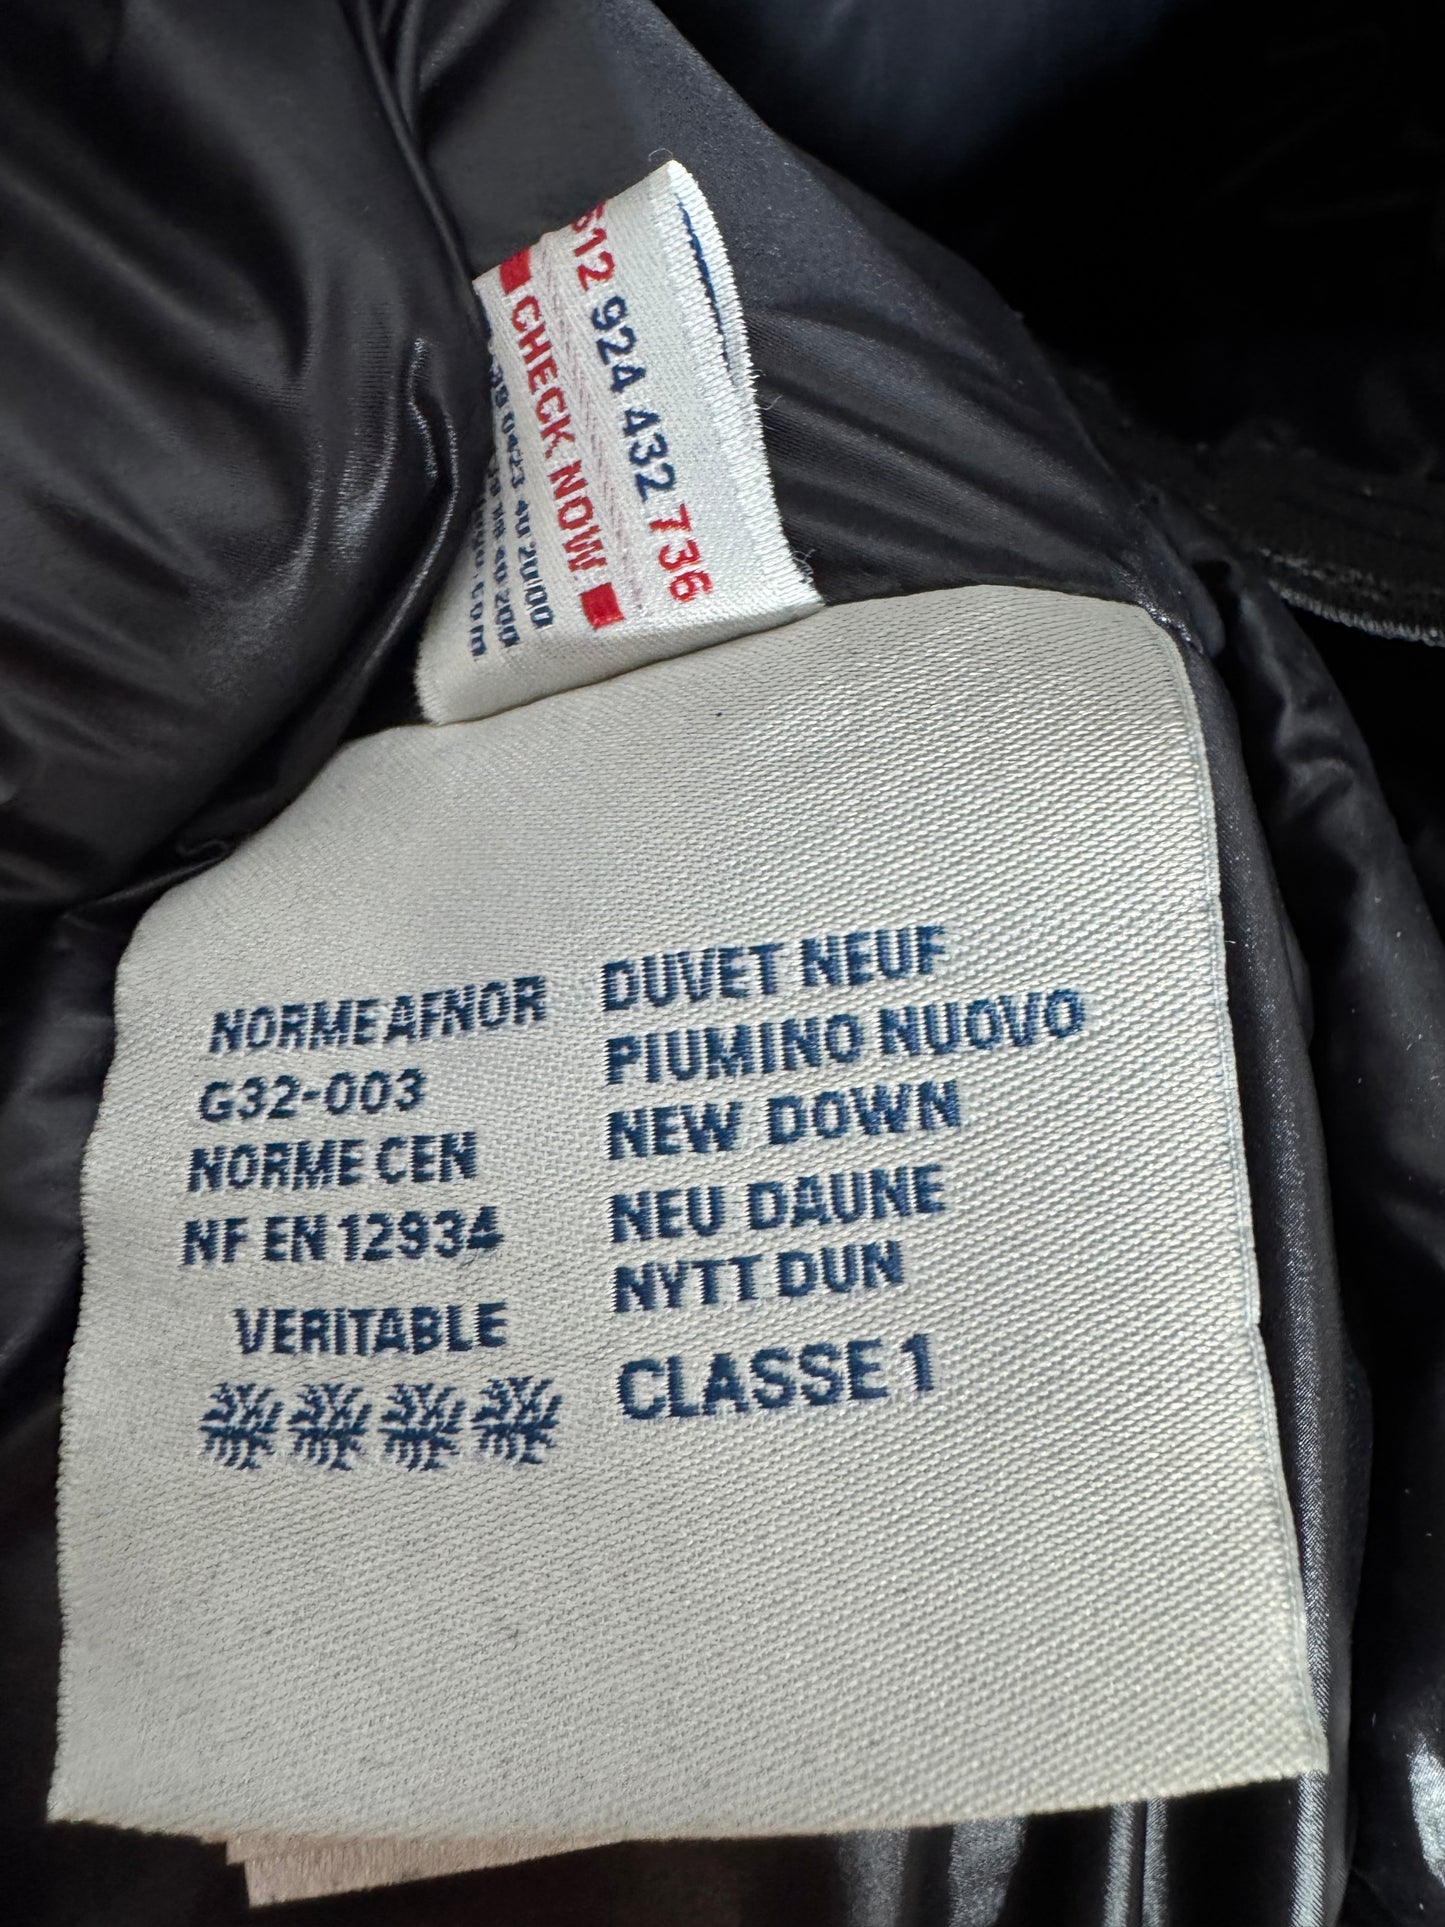 612 924 432 736
CHECK NOW
NORME AFNOR
G32-003
NORME CEN
NF EN 12934
VERITABLE
DUVET NEUF
PIUMINO NUOVO
NEW DOWN
NEU DAUNE
NYTT DUN
CLASSE 1